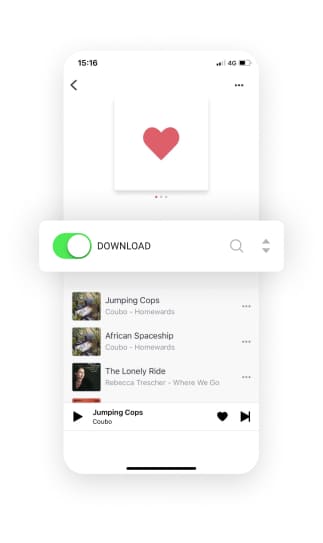 15:16
4G
DOWNLOAD
Jumping Cops
Coubo - Homewards
African Spaceship
Coubo - Homewards
The Lonely Ride
Rebecca Trescher - Where We Go
Jumping Cops
Coubo